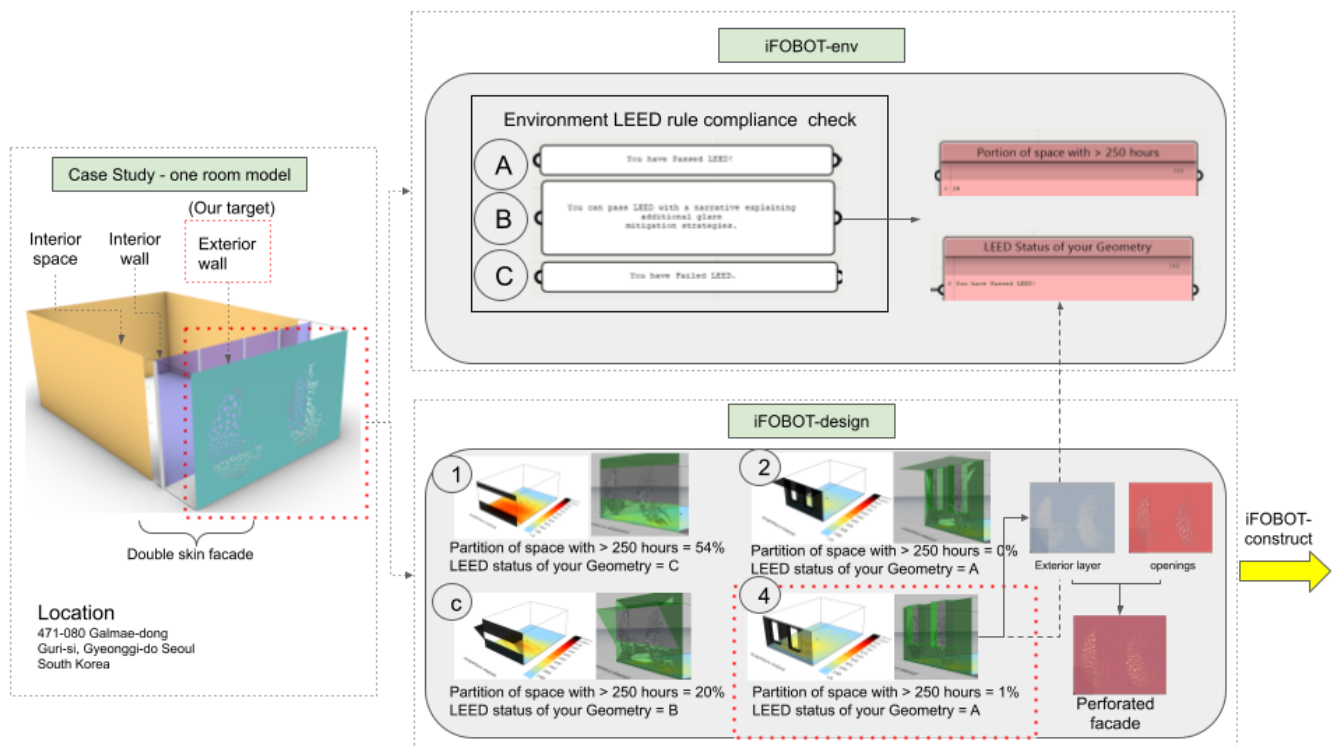 iFOBOT-env
Environment LEED rule compliance check
A
You have Passed LEED!
B
You can pass LEED with a narrative explaining
additional glare
mitigation strategies.
C
You have Failed LEED.
Portion of space with > 250 hours
LEED Status of your Geometry
You have Passed LEED!
Case Study - one room model
(Our target)
Interior
space
Interior
wall
Exterior
wall
Double skin facade
Location
471-080 Galmae-dong
Guri-si, Gyeonggi-do Seoul
South Korea
iFOBOT-design
1
Partition of space with > 250 hours = 54%
LEED status of your Geometry = C
2
Partition of space with > 250 hours = 0%
LEED status of your Geometry = A
c
Partition of space with > 250 hours = 20%
LEED status of your Geometry = B
4
Partition of space with > 250 hours = 1%
LEED status of your Geometry = A
Exterior layer
openings
Perforated
facade
iFOBOT-
construct